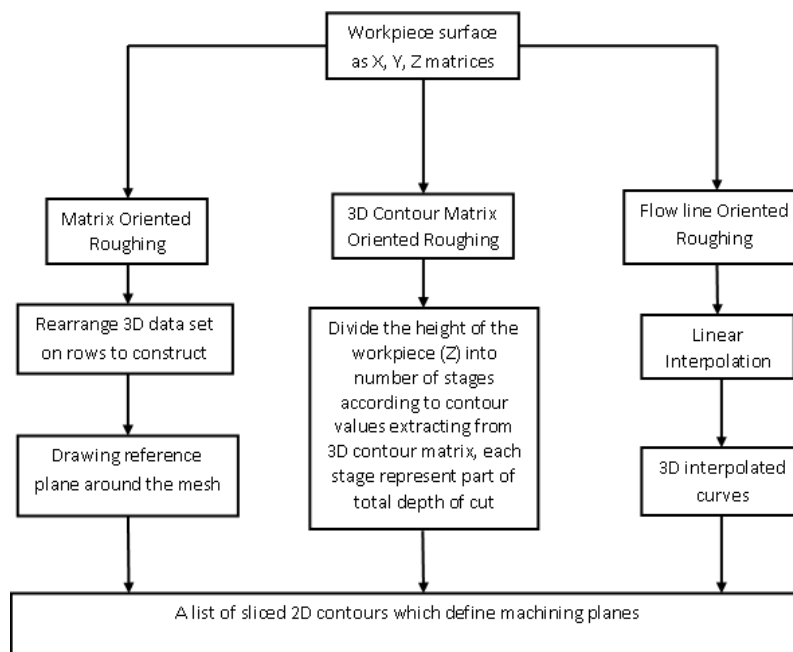 Workpiece surface
as X, Y, Z matrices
Matrix Oriented
Roughing
3D Contour Matrix
Oriented Roughing
Flow line Oriented
Roughing
Rearrange 3D data set
on rows to construct
Divide the height of the
workpiece (Z) into
number of stages
according to contour
values extracting from
3D contour matrix, each
stage represent part of
total depth of cut
Linear
Interpolation
Drawing reference
plane around the mesh
3D interpolated
curves
A list of sliced 2D contours which define machining planes